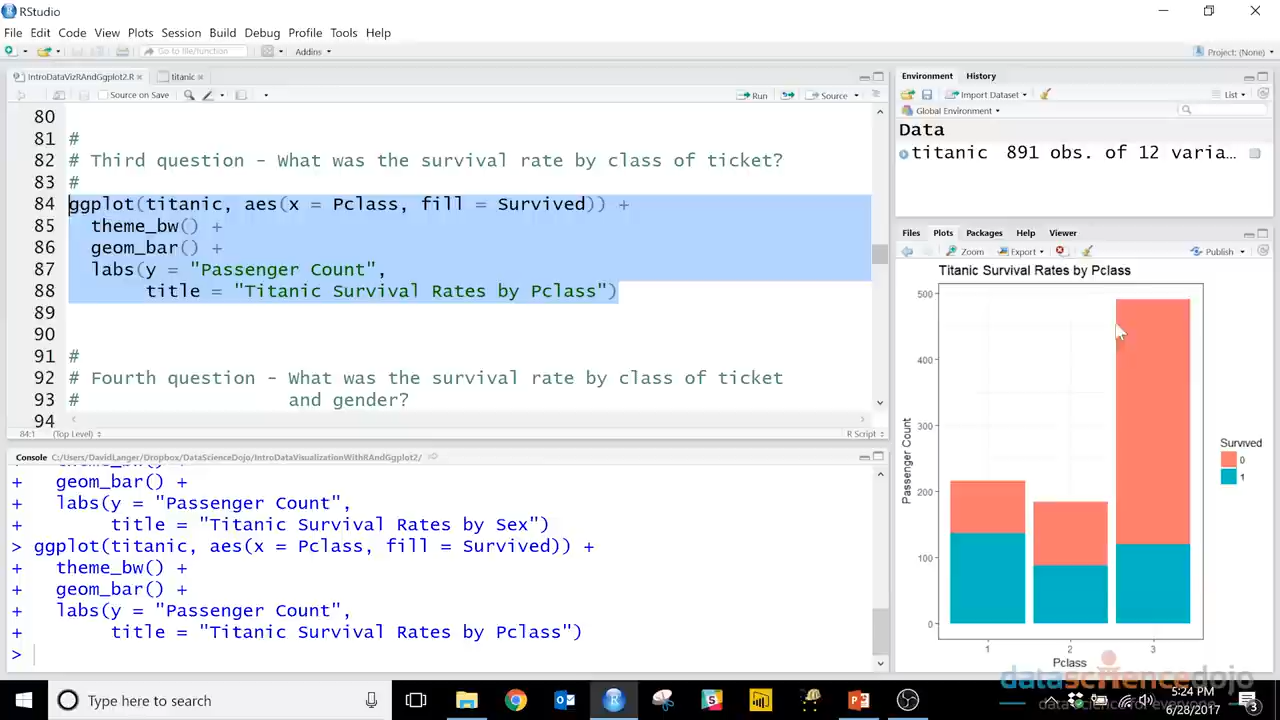 RStudio
File Edit Code View Plots Session Build Debug Profile Tools Help
Go to file/function Addins Project: (None)
IntroDataVizRAndGgplot2.R titanic
Source on Save Run Source
80
81 #
82 # Third question - What was the survival rate by class of ticket?
83 #
84 ggplot(titanic, aes(x = Pclass, fill = Survived)) +
85 theme_bw() +
86 geom_bar() +
87 labs(y = "Passenger Count",
88 title = "Titanic Survival Rates by Pclass")
89
90
91 #
92 # Fourth question - What was the survival rate by class of ticket
93 # and gender?
94
84:1 (Top Level) R Script
Console C:/Users/DavidLanger/Dropbox/DataScienceDojo/IntroDataVisualizationWithRAndGgplot2/
+ theme_bw() +
+ geom_bar() +
+ labs(y = "Passenger Count",
+ title = "Titanic Survival Rates by Sex")
> ggplot(titanic, aes(x = Pclass, fill = Survived)) +
+ theme_bw() +
+ geom_bar() +
+ labs(y = "Passenger Count",
+ title = "Titanic Survival Rates by Pclass")
>
Environment History
Import Dataset List
Global Environment
Data
titanic 891 obs. of 12 varia…
Files Plots Packages Help Viewer
Zoom Export Publish
Titanic Survival Rates by Pclass
500
400
300
200
100
0
Passenger Count
1 2 3
Pclass
Survived
0
1
datasciencedojo
data science for everyone
Type here to search
5:24 PM
6/28/2017
3